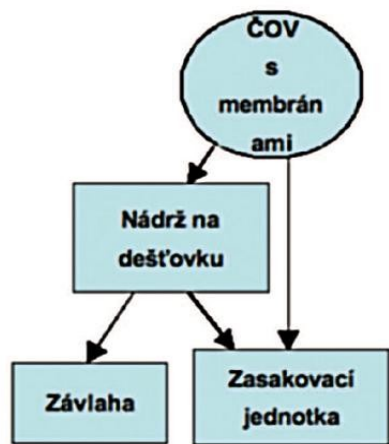 ČOV
s
membrán
ami
Nádrž na
dešťovku
Závlaha
Zasakovací
jednotka